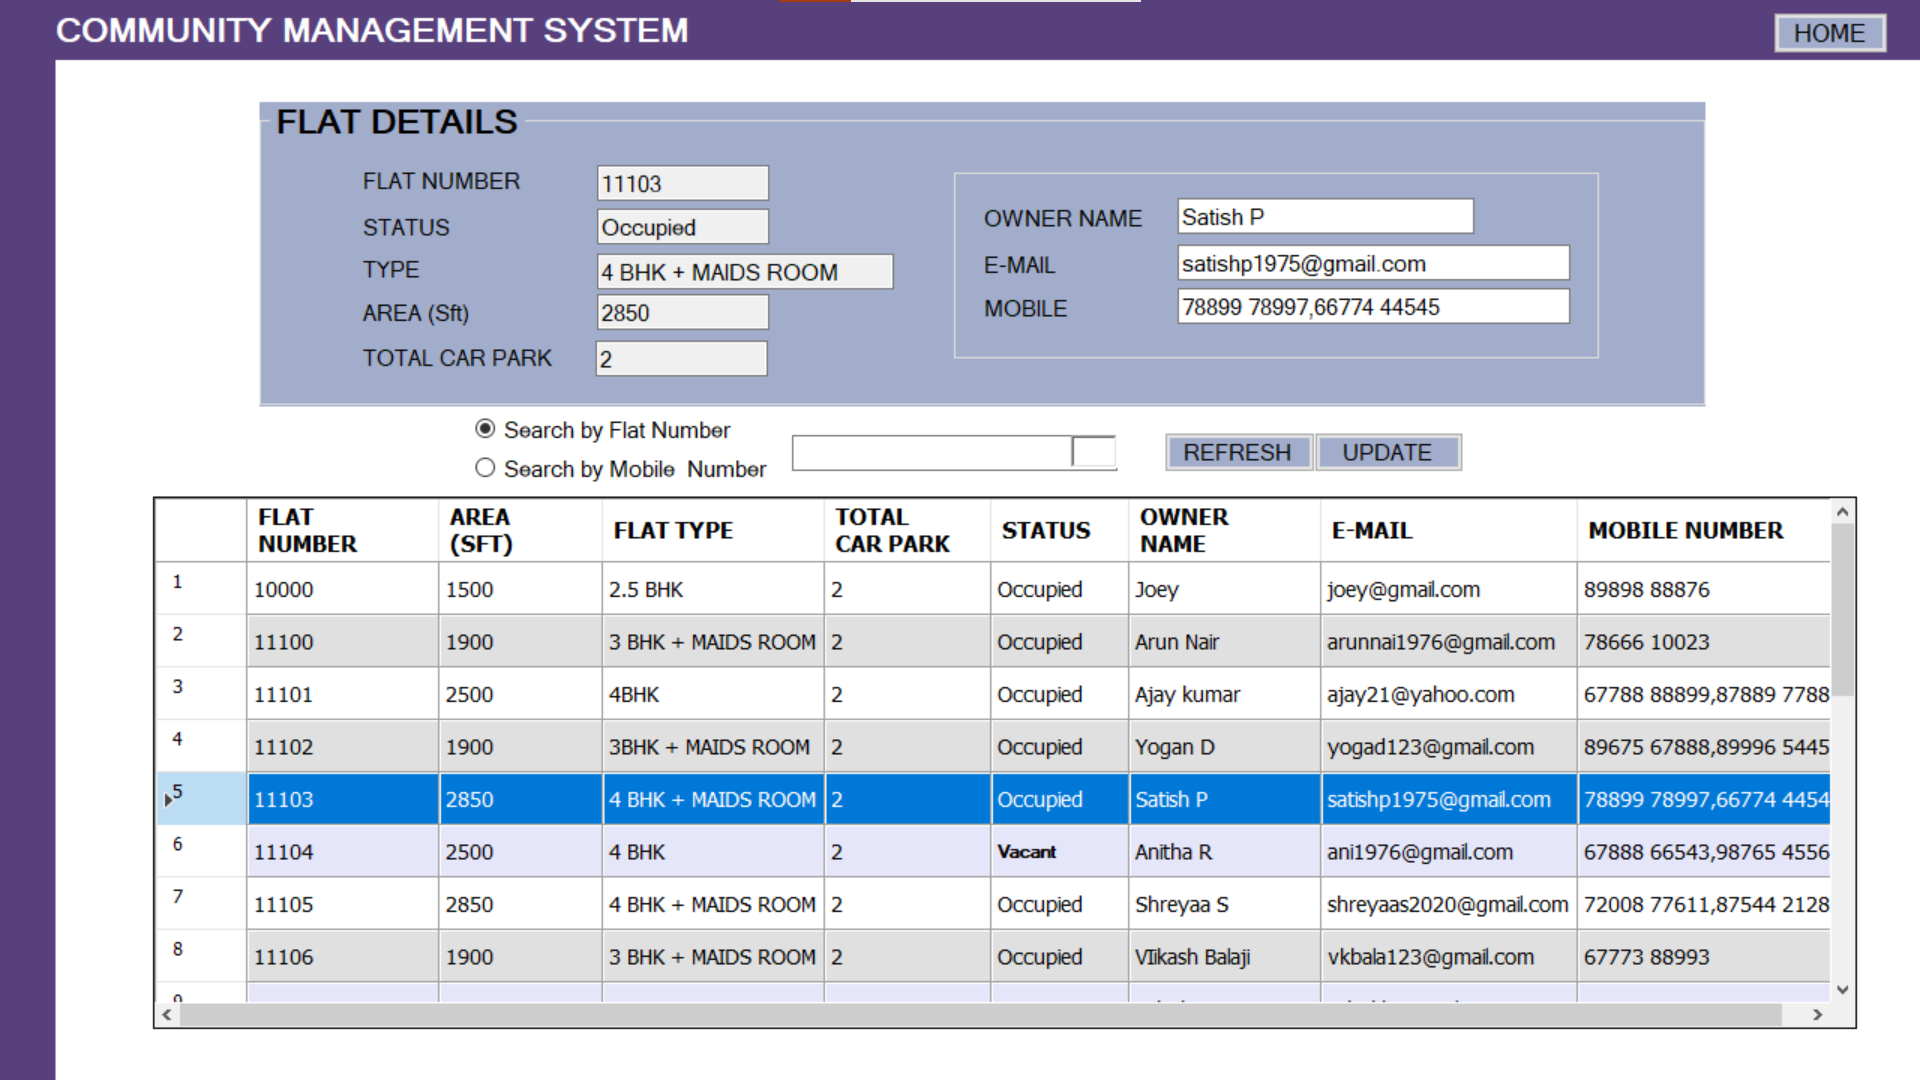 COMMUNITY MANAGEMENT SYSTEM
HOME
FLAT DETAILS
FLAT NUMBER 11103
STATUS Occupied
TYPE 4 BHK + MAIDS ROOM
AREA (Sft) 2850
TOTAL CAR PARK 2
OWNER NAME Satish P
E-MAIL satishp1975@gmail.com
MOBILE 78899 78997,66774 44545
Search by Flat Number
Search by Mobile Number
REFRESH UPDATE
FLAT NUMBER AREA (SFT) FLAT TYPE TOTAL CAR PARK STATUS OWNER NAME E-MAIL MOBILE NUMBER
1 10000 1500 2.5 BHK 2 Occupied Joey joey@gmail.com 89898 88876
2 11100 1900 3 BHK + MAIDS ROOM 2 Occupied Arun Nair arunnai1976@gmail.com 78666 10023
3 11101 2500 4BHK 2 Occupied Ajay kumar ajay21@yahoo.com 67788 88899,87889 7788
4 11102 1900 3BHK + MAIDS ROOM 2 Occupied Yogan D yogad123@gmail.com 89675 67888,89996 5445
5 11103 2850 4 BHK + MAIDS ROOM 2 Occupied Satish P satishp1975@gmail.com 78899 78997,66774 4454
6 11104 2500 4 BHK 2 Vacant Anitha R ani1976@gmail.com 67888 66543,98765 4556
7 11105 2850 4 BHK + MAIDS ROOM 2 Occupied Shreyaa S shreyaas2020@gmail.com 72008 77611,87544 2128
8 11106 1900 3 BHK + MAIDS ROOM 2 Occupied VIikash Balaji vkbala123@gmail.com 67773 88993